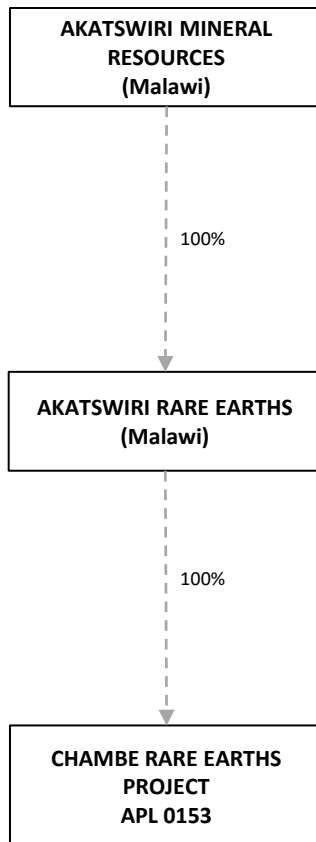 AKATSWIRI MINERAL
RESOURCES
(Malawi)
100%
AKATSWIRI RARE EARTHS
(Malawi)
100%
CHAMBE RARE EARTHS
PROJECT
APL 0153